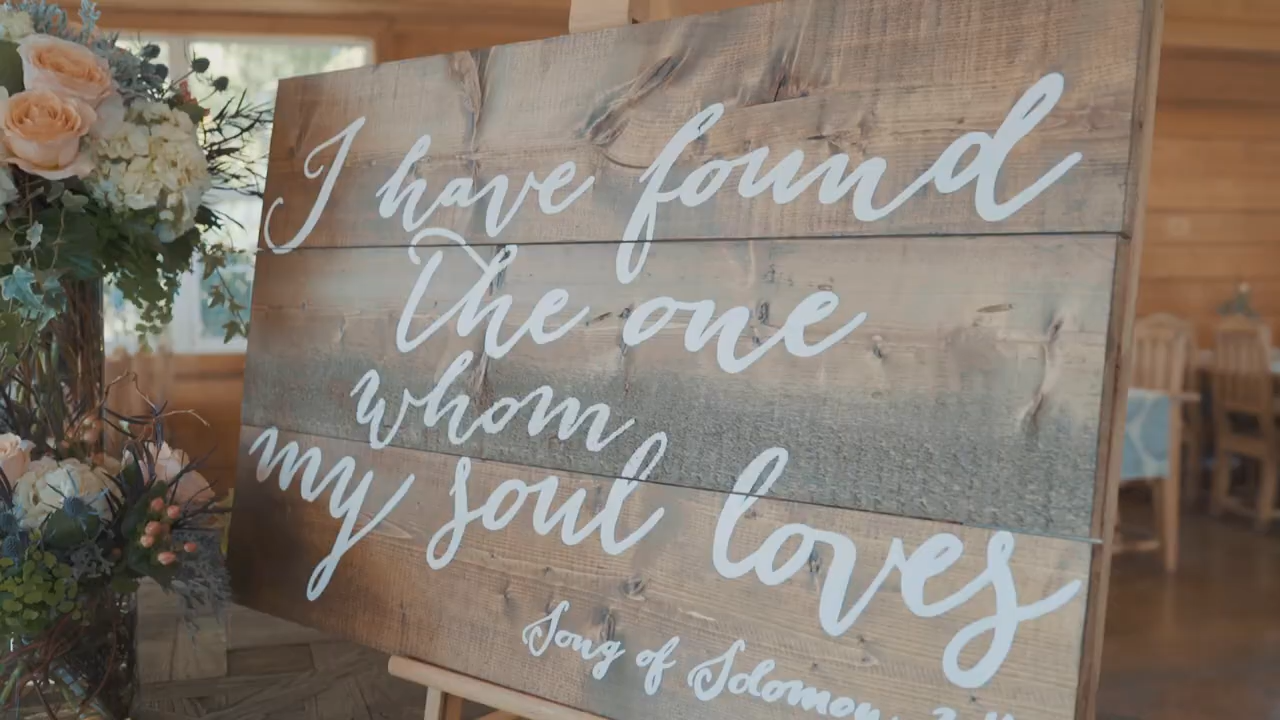 I have found
The one
whom
my soul loves
Song of Solomon